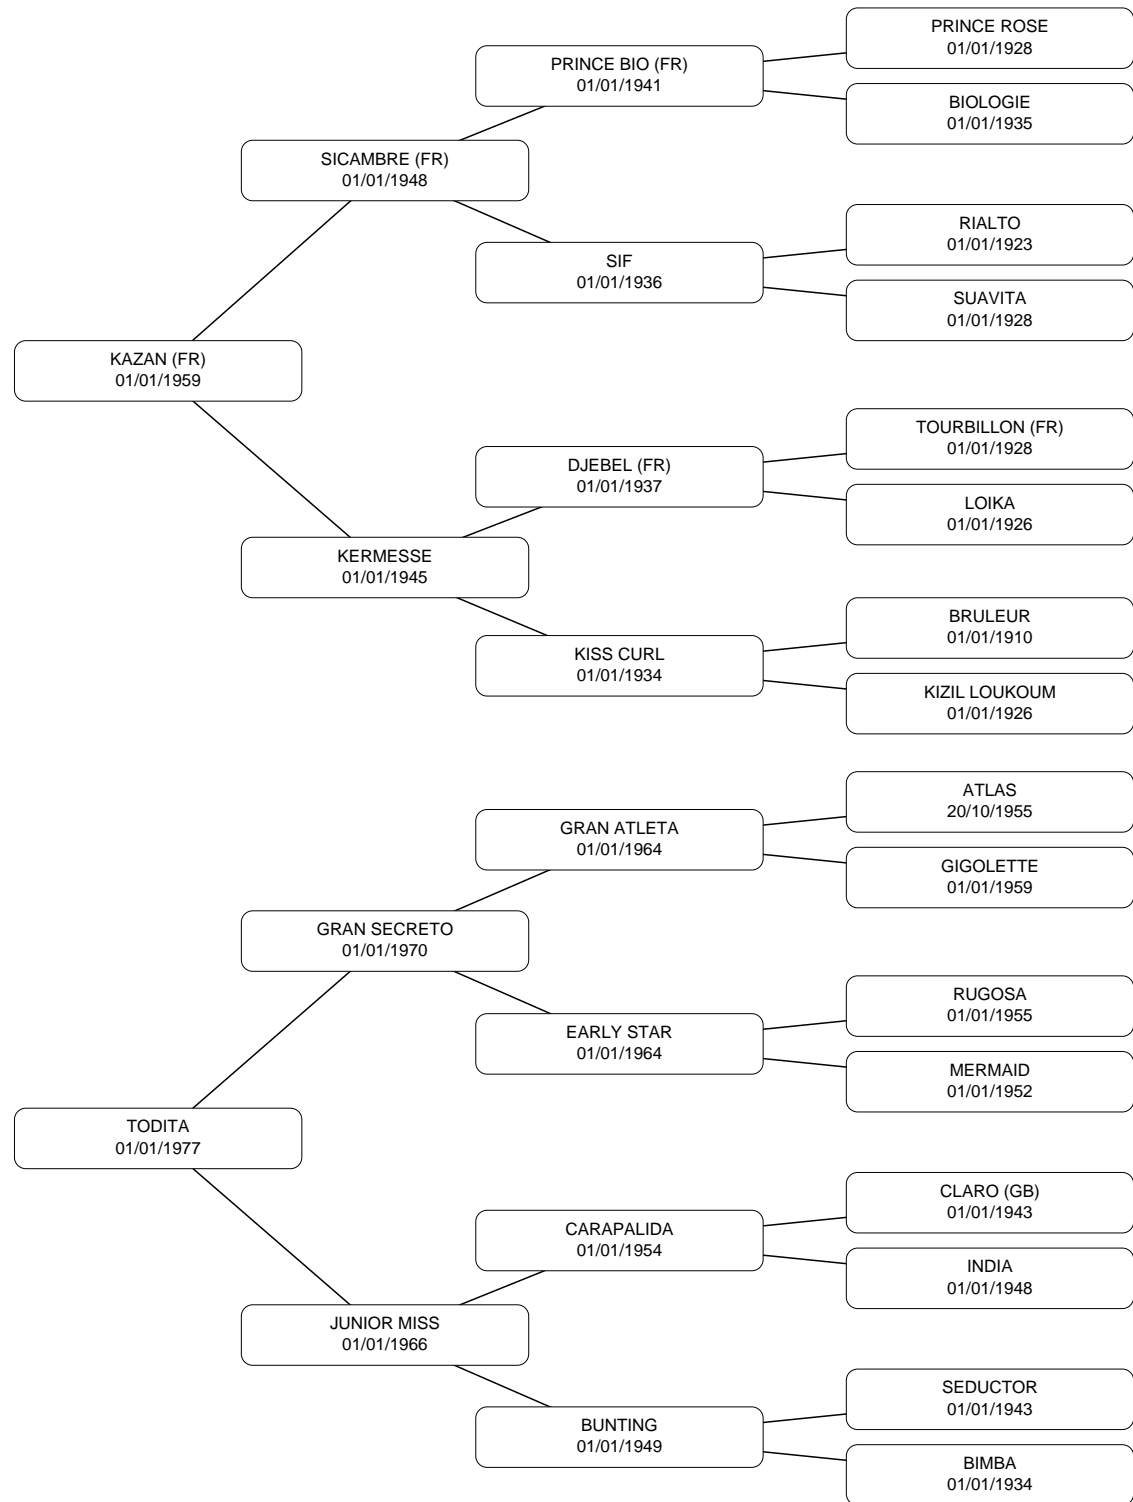 PRINCE ROSE
01/01/1928
PRINCE BIO (FR)
01/01/1941
BIOLOGIE
01/01/1935
SICAMBRE (FR)
01/01/1948
RIALTO
01/01/1923
SIF
01/01/1936
SUAVITA
01/01/1928
KAZAN (FR)
01/01/1959
TOURBILLON (FR)
01/01/1928
DJEBEL (FR)
01/01/1937
LOIKA
01/01/1926
KERMESSE
01/01/1945
BRULEUR
01/01/1910
KISS CURL
01/01/1934
KIZIL LOUKOUM
01/01/1926
ATLAS
20/10/1955
GRAN ATLETA
01/01/1964
GIGOLETTE
01/01/1959
GRAN SECRETO
01/01/1970
RUGOSA
01/01/1955
EARLY STAR
01/01/1964
MERMAID
01/01/1952
TODITA
01/01/1977
CLARO (GB)
01/01/1943
CARAPALIDA
01/01/1954
INDIA
01/01/1948
JUNIOR MISS
01/01/1966
SEDUCTOR
01/01/1943
BUNTING
01/01/1949
BIMBA
01/01/1934